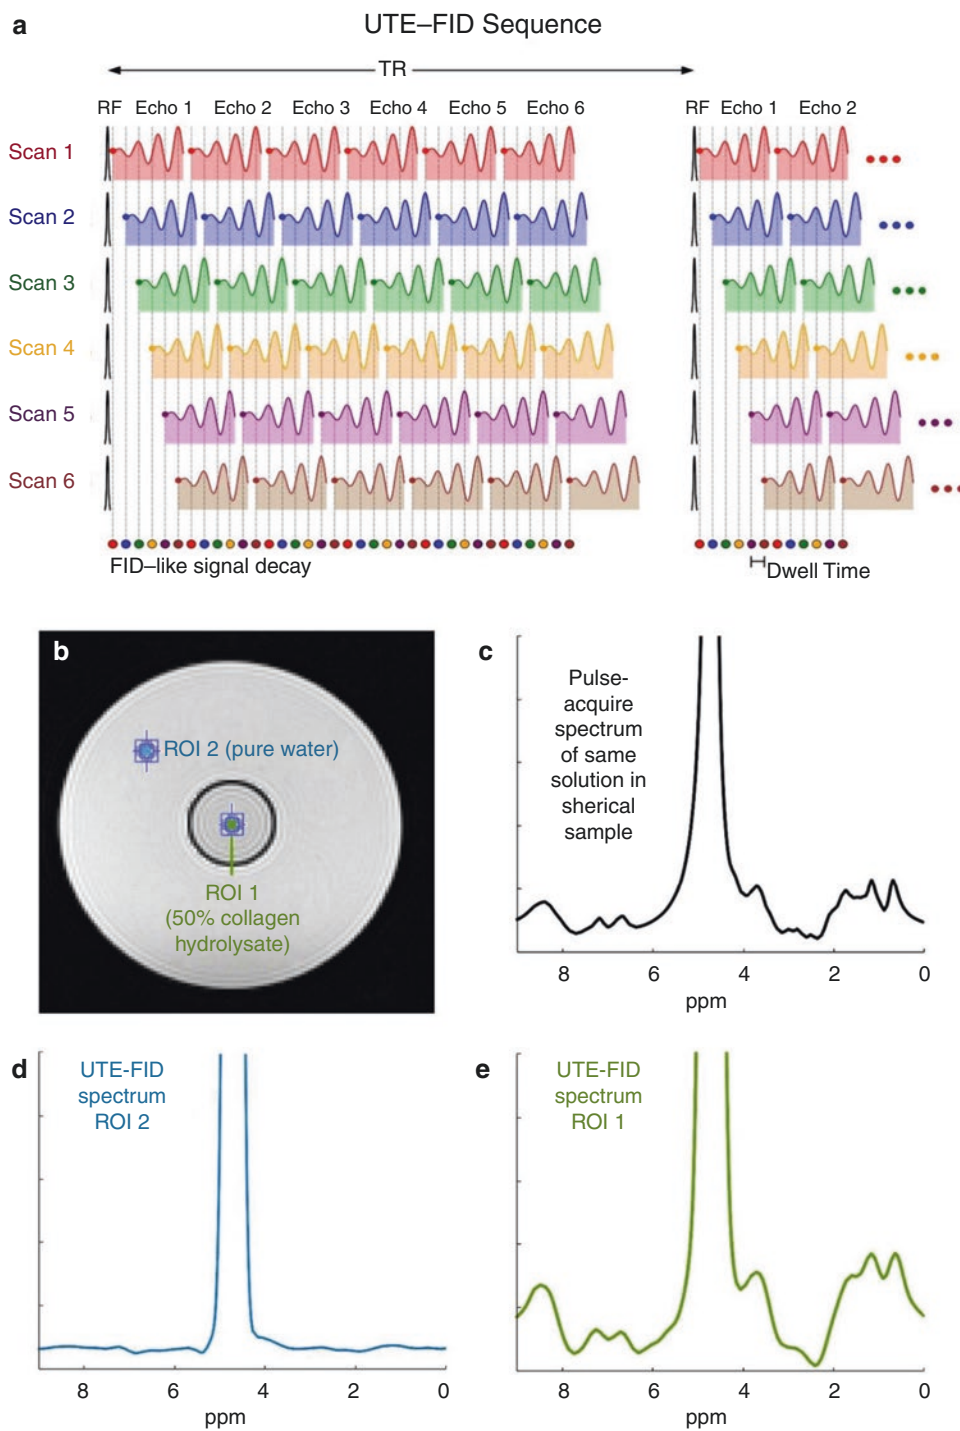 a
UTE–FID Sequence
TR
RF Echo 1 Echo 2 Echo 3 Echo 4 Echo 5 Echo 6 RF Echo 1 Echo 2
Scan 1
Scan 2
Scan 3
Scan 4
Scan 5
Scan 6
FID–like signal decay
Dwell Time
b
ROI 2 (pure water)
ROI 1
(50% collagen
hydrolysate)
c
Pulse-
acquire
spectrum
of same
solution in
sherical
sample
8 6 4 2 0
ppm
d
UTE-FID
spectrum
ROI 2
8 6 4 2 0
ppm
e
UTE-FID
spectrum
ROI 1
8 6 4 2 0
ppm